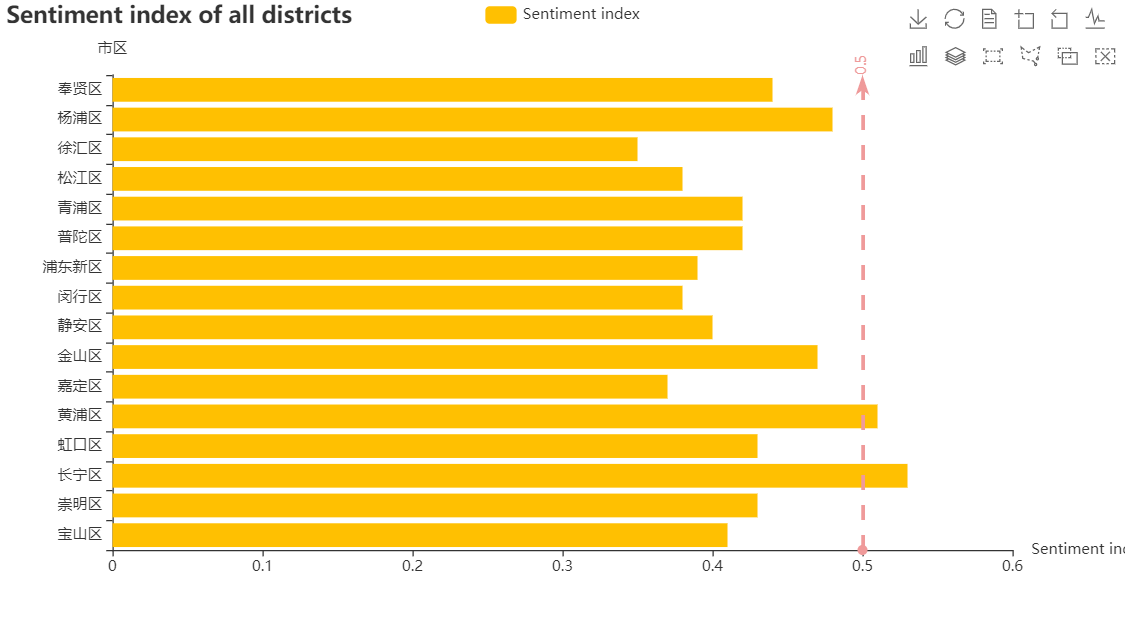 Sentiment index of all districts
Sentiment index
市区
0.5
奉贤区
杨浦区
徐汇区
松江区
青浦区
普陀区
浦东新区
闵行区
静安区
金山区
嘉定区
黄浦区
虹口区
长宁区
崇明区
宝山区
0 0.1 0.2 0.3 0.4 0.5 0.6
Sentiment